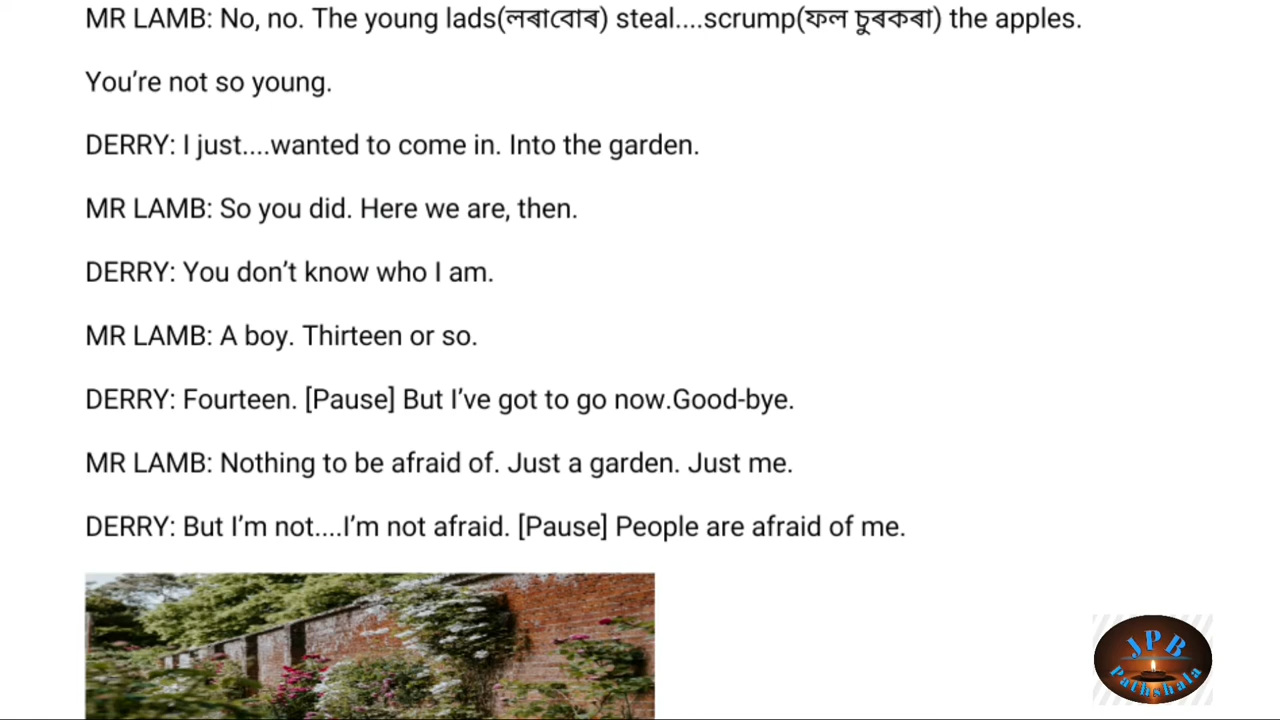 MR LAMB: No, no. The young lads(লৰাবোৰ) steal....scrump(ফল চুৰকৰা) the apples.
You’re not so young.
DERRY: I just....wanted to come in. Into the garden.
MR LAMB: So you did. Here we are, then.
DERRY: You don’t know who I am.
MR LAMB: A boy. Thirteen or so.
DERRY: Fourteen. [Pause] But I’ve got to go now.Good-bye.
MR LAMB: Nothing to be afraid of. Just a garden. Just me.
DERRY: But I’m not....I’m not afraid. [Pause] People are afraid of me.
JPB
Pathshala